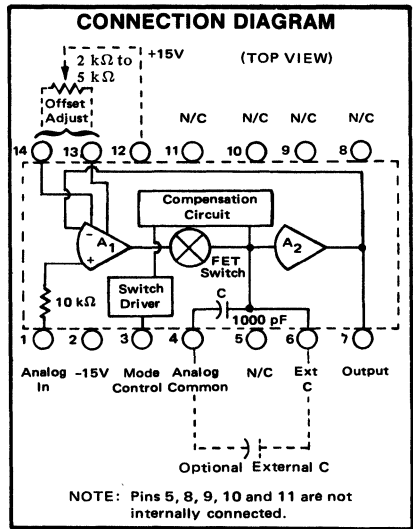 CONNECTION DIAGRAM
2 kΩ to
5 kΩ
+15V
(TOP VIEW)
Offset
Adjust
N/C
N/C
N/C
N/C
14
13
12
11
10
9
8
Compensation
Circuit
−
A1
+
FET
Switch
A2
10 kΩ
Switch
Driver
C
1000 pF
1
2
3
4
5
6
7
Analog
In
-15V
Mode
Control
Analog
Common
N/C
Ext
C
Output
Optional External C
NOTE: Pins 5, 8, 9, 10 and 11 are not
internally connected.